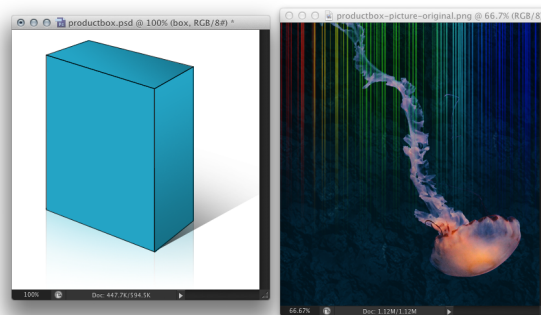 productbox.psd @ 100% (box, RGB/8#) *
100%
Doc: 447.7K/594.5K
productbox-picture-original.png @ 66.7% (RGB/8
66.67%
Doc: 1.12M/1.12M